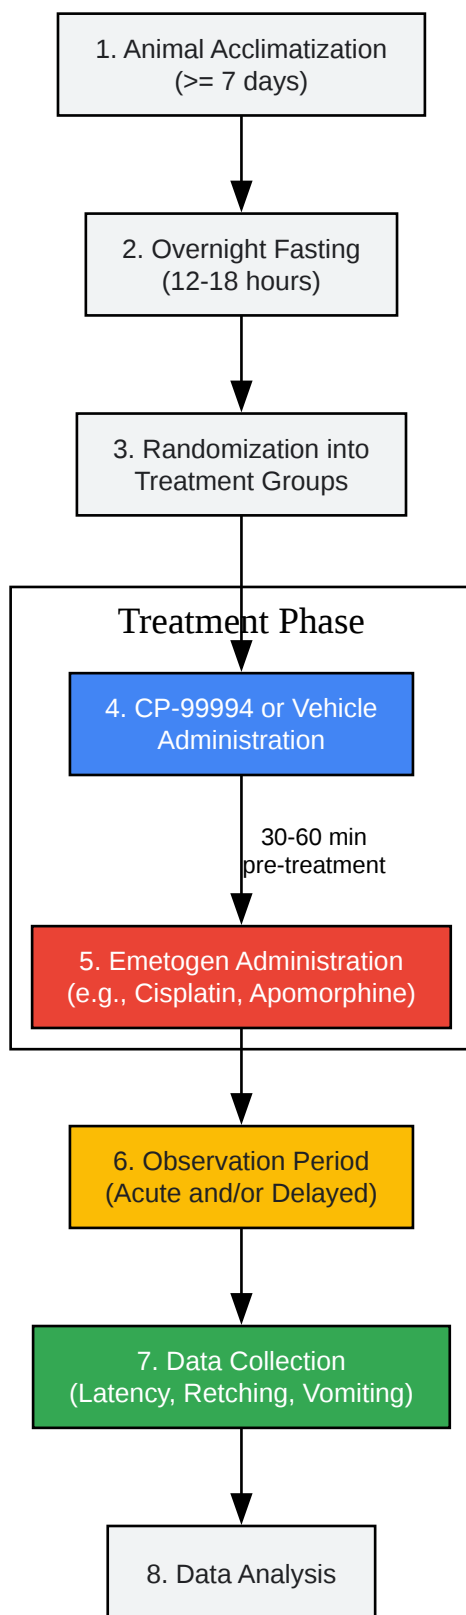 1. Animal Acclimatization
(>= 7 days)
2. Overnight Fasting
(12-18 hours)
3. Randomization into
Treatment Groups
Treatment Phase
4. CP-99994 or Vehicle
Administration
30-60 min
pre-treatment
5. Emetogen Administration
(e.g., Cisplatin, Apomorphine)
6. Observation Period
(Acute and/or Delayed)
7. Data Collection
(Latency, Retching, Vomiting)
8. Data Analysis